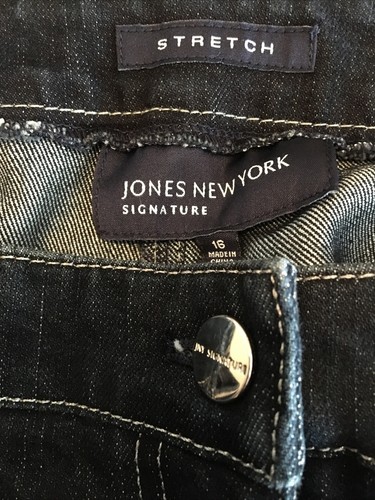 STRETCH
JONES NEW YORK
SIGNATURE
16
MADE IN
CHINA
JNY SIGNATURE